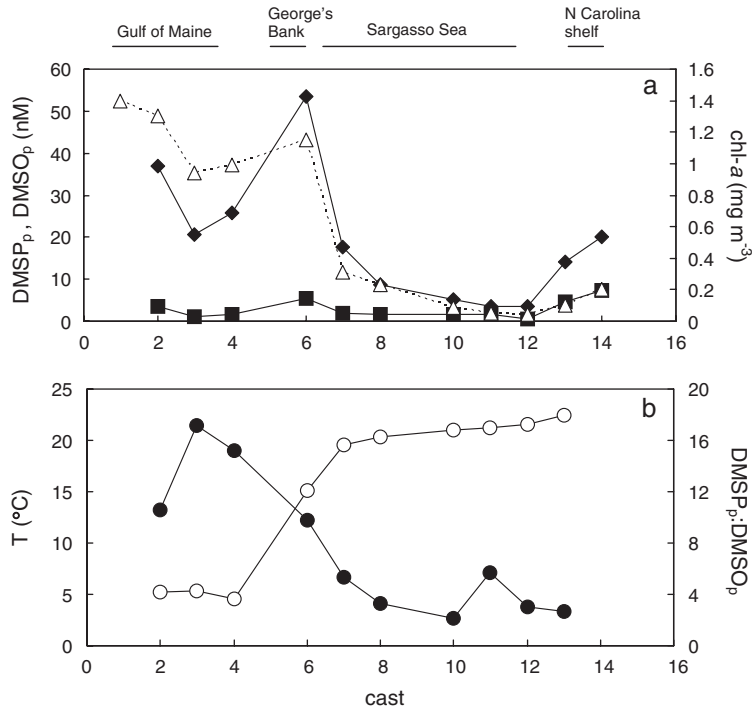 Gulf of Maine
George's
Bank
Sargasso Sea
N Carolina
shelf
a
DMSPp, DMSOp (nM)
60
50
40
30
20
10
0
1.6
1.4
1.2
1
0.8
0.6
0.4
0.2
0
chl-a (mg m-3)
0 2 4 6 8 10 12 14 16
b
T (°C)
25
20
15
10
5
0
20
16
12
8
4
0
DMSPp:DMSOp
0 2 4 6 8 10 12 14 16
cast